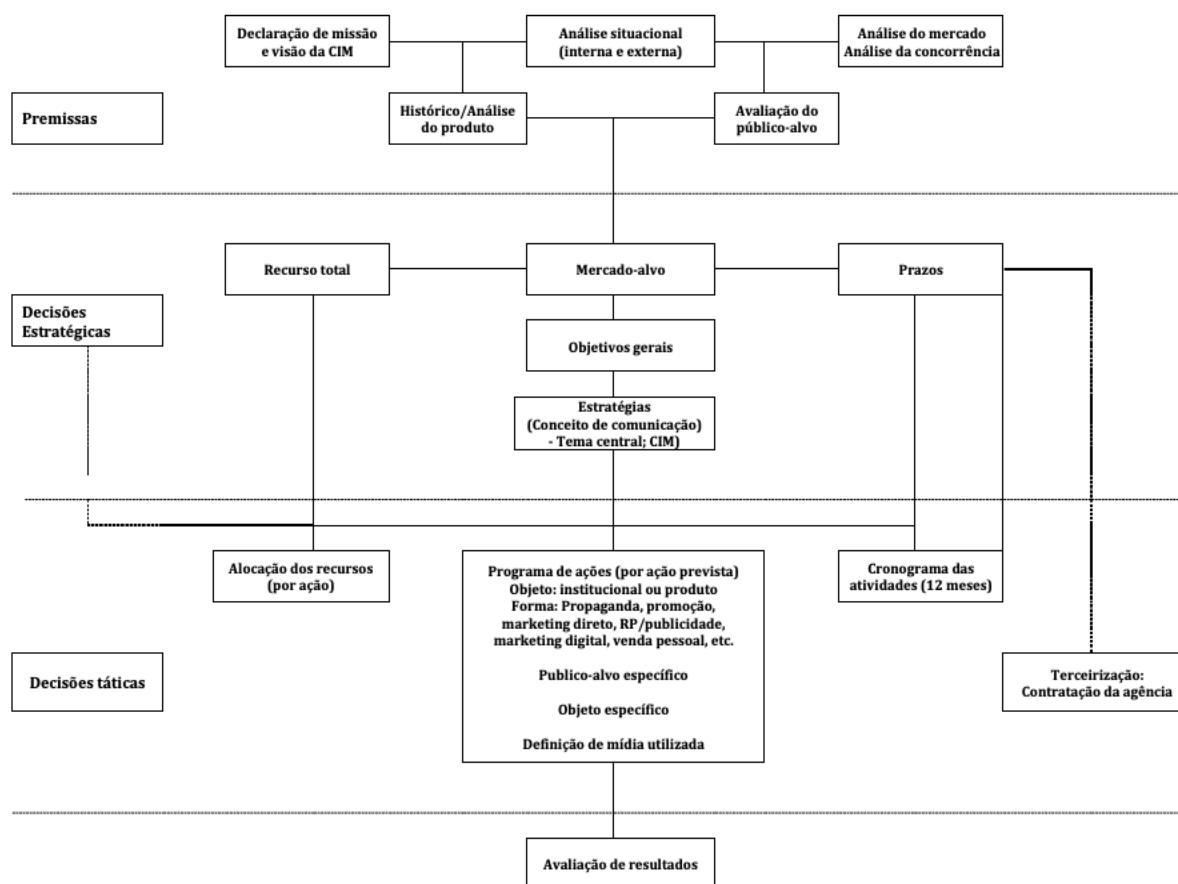 Declaração de missão
e visão da CIM
Análise situacional
(interna e externa)
Análise do mercado
Análise da concorrência
Premissas
Histórico/Análise
do produto
Avaliação do
público-alvo
Recurso total
Mercado-alvo
Prazos
Decisões
Estratégicas
Objetivos gerais
Estratégias
(Conceito de comunicação)
- Tema central; CIM)
Alocação dos recursos
(por ação)
Programa de ações (por ação prevista)
Objeto: institucional ou produto
Forma: Propaganda, promoção,
marketing direto, RP/publicidade,
marketing digital, venda pessoal, etc.
Publico-alvo específico
Objeto específico
Definição de mídia utilizada
Cronograma das
atividades (12 meses)
Decisões táticas
Terceirização:
Contratação da agência
Avaliação de resultados